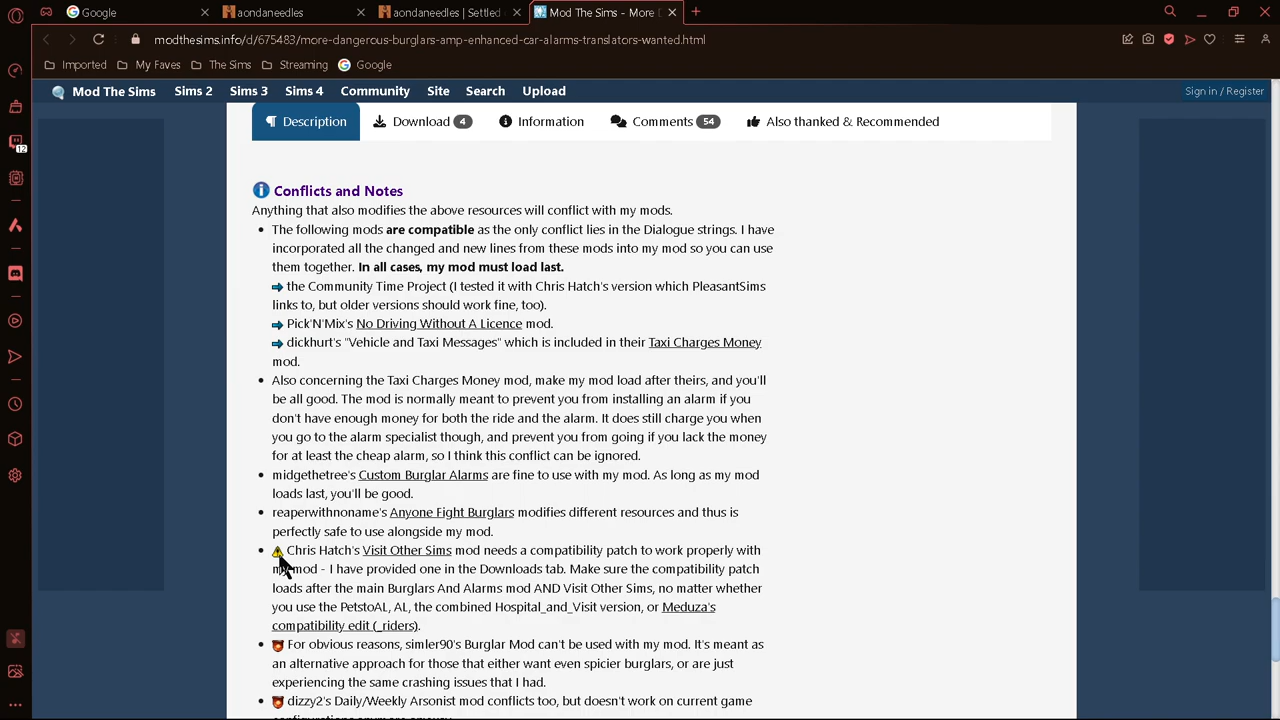 Google
aondaneedles
aondaneedles | Settled
Mod The Sims - More D
modthesims.info/d/675483/more-dangerous-burglars-amp-enhanced-car-alarms-translators-wanted.html
Imported
My Faves
The Sims
Streaming
Google
Mod The Sims
Sims 2
Sims 3
Sims 4
Community
Site
Search
Upload
Sign in / Register
Description
Download 4
Information
Comments 54
Also thanked & Recommended
12
Conflicts and Notes
Anything that also modifies the above resources will conflict with my mods.
The following mods are compatible as the only conflict lies in the Dialogue strings. I have
incorporated all the changed and new lines from these mods into my mod so you can use
them together. In all cases, my mod must load last.
the Community Time Project (I tested it with Chris Hatch's version which PleasantSims
links to, but older versions should work fine, too).
Pick'N'Mix's No Driving Without A Licence mod.
dickhurt's "Vehicle and Taxi Messages" which is included in their Taxi Charges Money
mod.
Also concerning the Taxi Charges Money mod, make my mod load after theirs, and you'll
be all good. The mod is normally meant to prevent you from installing an alarm if you
don't have enough money for both the ride and the alarm. It does still charge you when
you go to the alarm specialist though, and prevent you from going if you lack the money
for at least the cheap alarm, so I think this conflict can be ignored.
midgethetree's Custom Burglar Alarms are fine to use with my mod. As long as my mod
loads last, you'll be good.
reaperwithnoname's Anyone Fight Burglars modifies different resources and thus is
perfectly safe to use alongside my mod.
Chris Hatch's Visit Other Sims mod needs a compatibility patch to work properly with
my mod - I have provided one in the Downloads tab. Make sure the compatibility patch
loads after the main Burglars And Alarms mod AND Visit Other Sims, no matter whether
you use the PetstoAL, AL, the combined Hospital_and_Visit version, or Meduza's
compatibility edit (_riders).
For obvious reasons, simler90's Burglar Mod can't be used with my mod. It's meant as
an alternative approach for those that either want even spicier burglars, or are just
experiencing the same crashing issues that I had.
dizzy2's Daily/Weekly Arsonist mod conflicts too, but doesn't work on current game